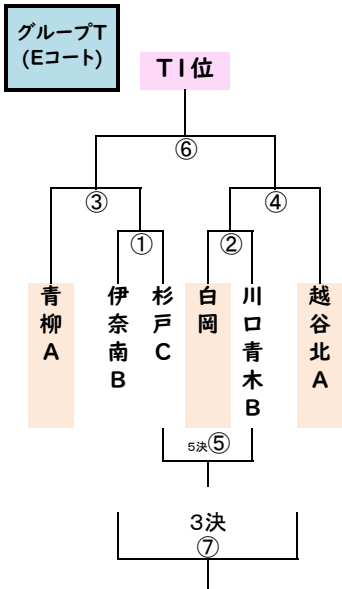 グループT
(Eコート)
T1位
⑥
③
④
①
②
青柳A
伊奈南B
杉戸C
白岡
川口青木B
越谷北A
5決⑤
3決
⑦